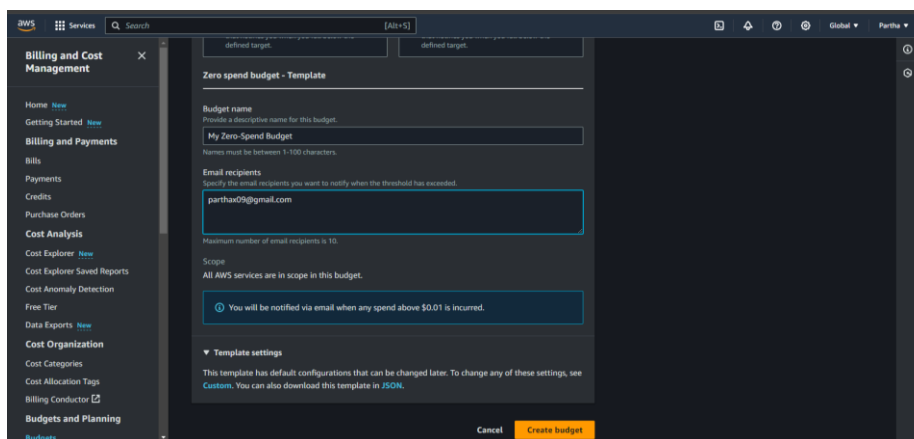 aws
Services
Search
[Alt+S]
Global ▼
Partha ▼
Billing and Cost
Management
Home New
Getting Started New
Billing and Payments
Bills
Payments
Credits
Purchase Orders
Cost Analysis
Cost Explorer New
Cost Explorer Saved Reports
Cost Anomaly Detection
Free Tier
Data Exports New
Cost Organization
Cost Categories
Cost Allocation Tags
Billing Conductor
Budgets and Planning
Budgets
defined target.
defined target.
Zero spend budget - Template
Budget name
Provide a descriptive name for this budget.
My Zero-Spend Budget
Names must be between 1-100 characters.
Email recipients
Specify the email recipients you want to notify when the threshold has exceeded.
parthax09@gmail.com
Maximum number of email recipients is 10.
Scope
All AWS services are in scope in this budget.
You will be notified via email when any spend above $0.01 is incurred.
▼ Template settings
This template has default configurations that can be changed later. To change any of these settings, see
Custom. You can also download this template in JSON.
Cancel
Create budget